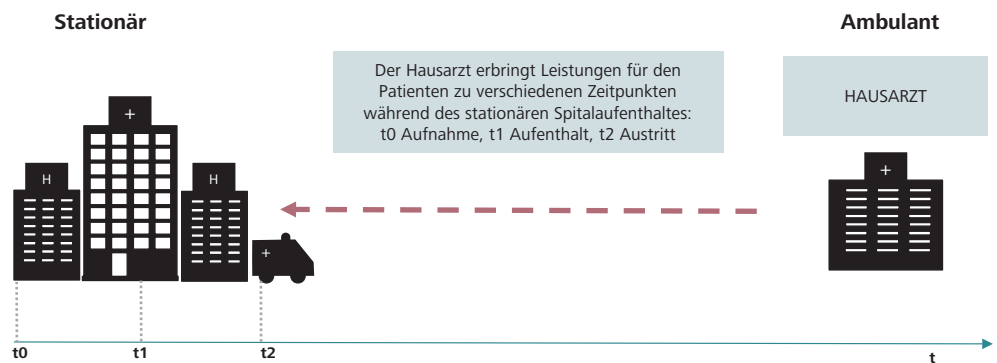 Stationär
Ambulant
Der Hausarzt erbringt Leistungen für den
Patienten zu verschiedenen Zeitpunkten
während des stationären Spitalaufenthaltes:
t0 Aufnahme, t1 Aufenthalt, t2 Austritt
HAUSARZT
H
H
t0
t1
t2
t